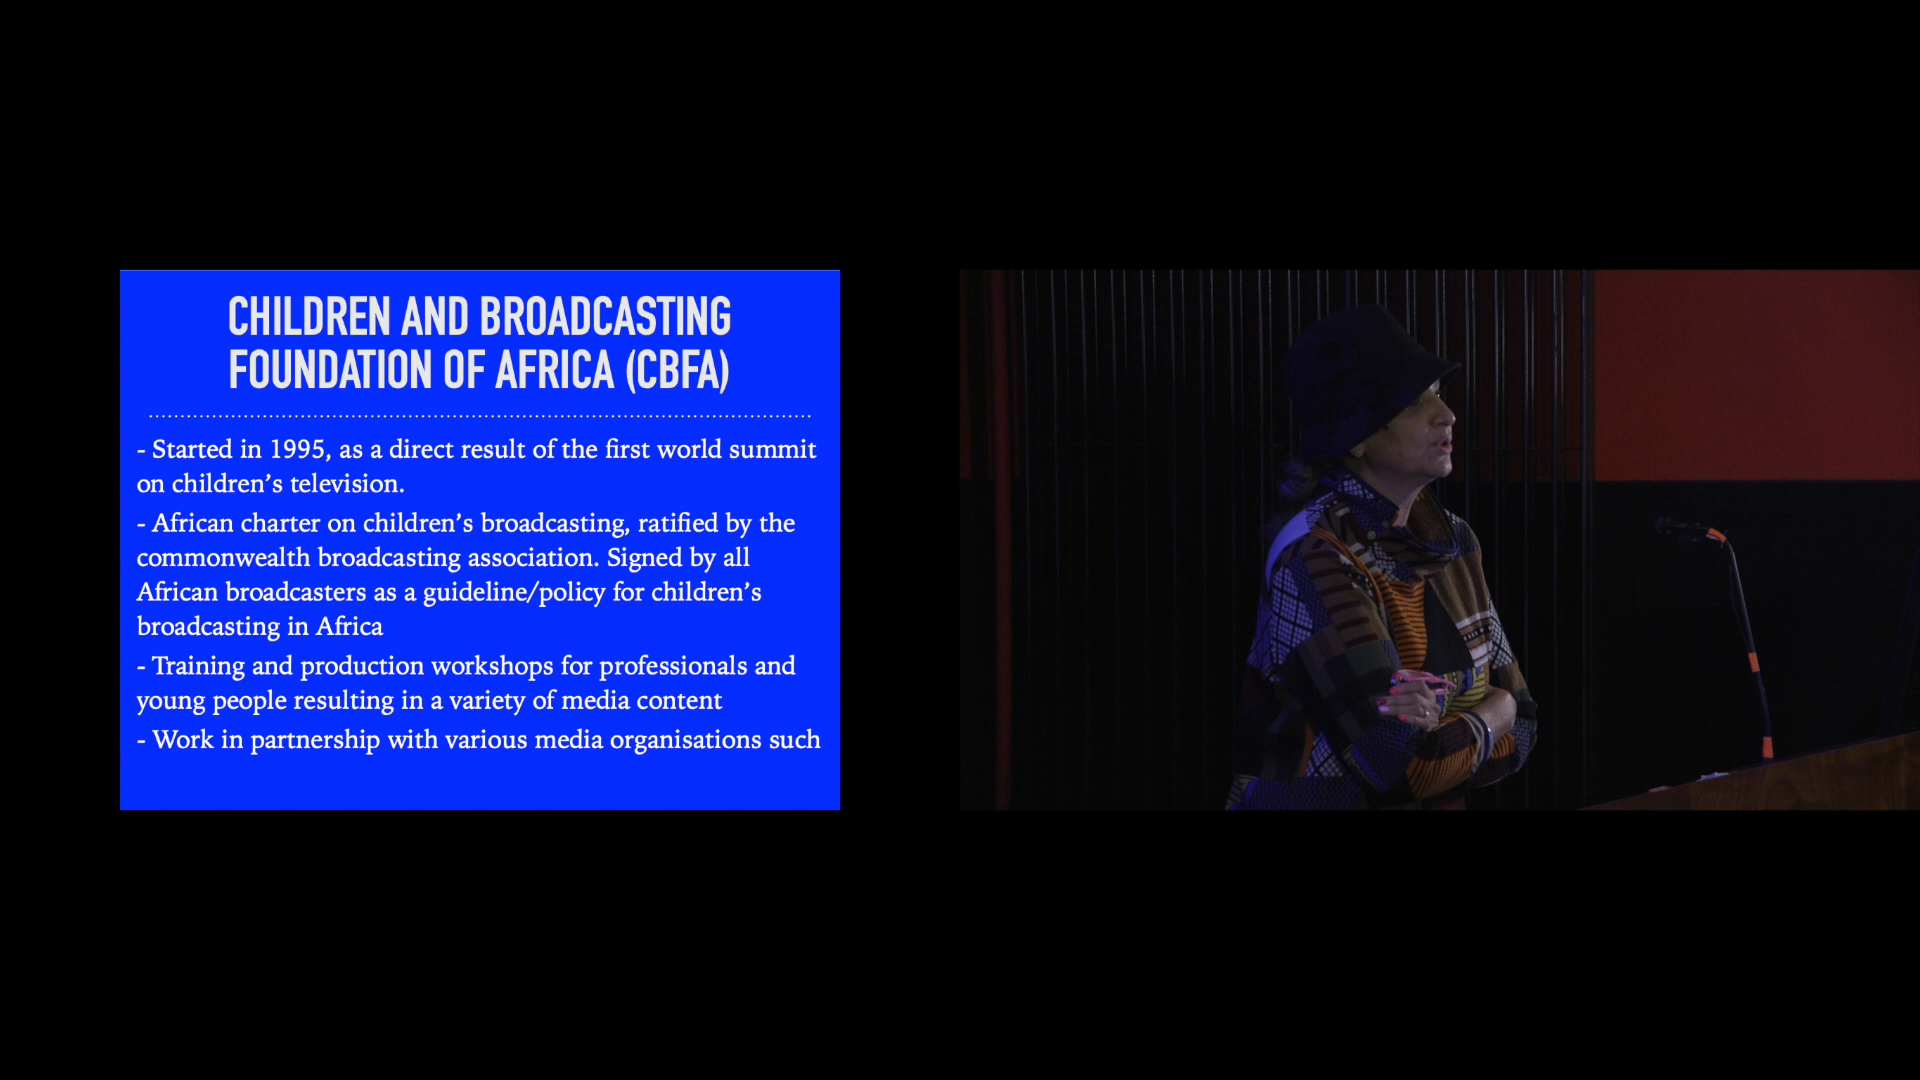 CHILDREN AND BROADCASTING
FOUNDATION OF AFRICA (CBFA)
- Started in 1995, as a direct result of the first world summit
on children’s television.
- African charter on children’s broadcasting, ratified by the
commonwealth broadcasting association. Signed by all
African broadcasters as a guideline/policy for children’s
broadcasting in Africa
- Training and production workshops for professionals and
young people resulting in a variety of media content
- Work in partnership with various media organisations such